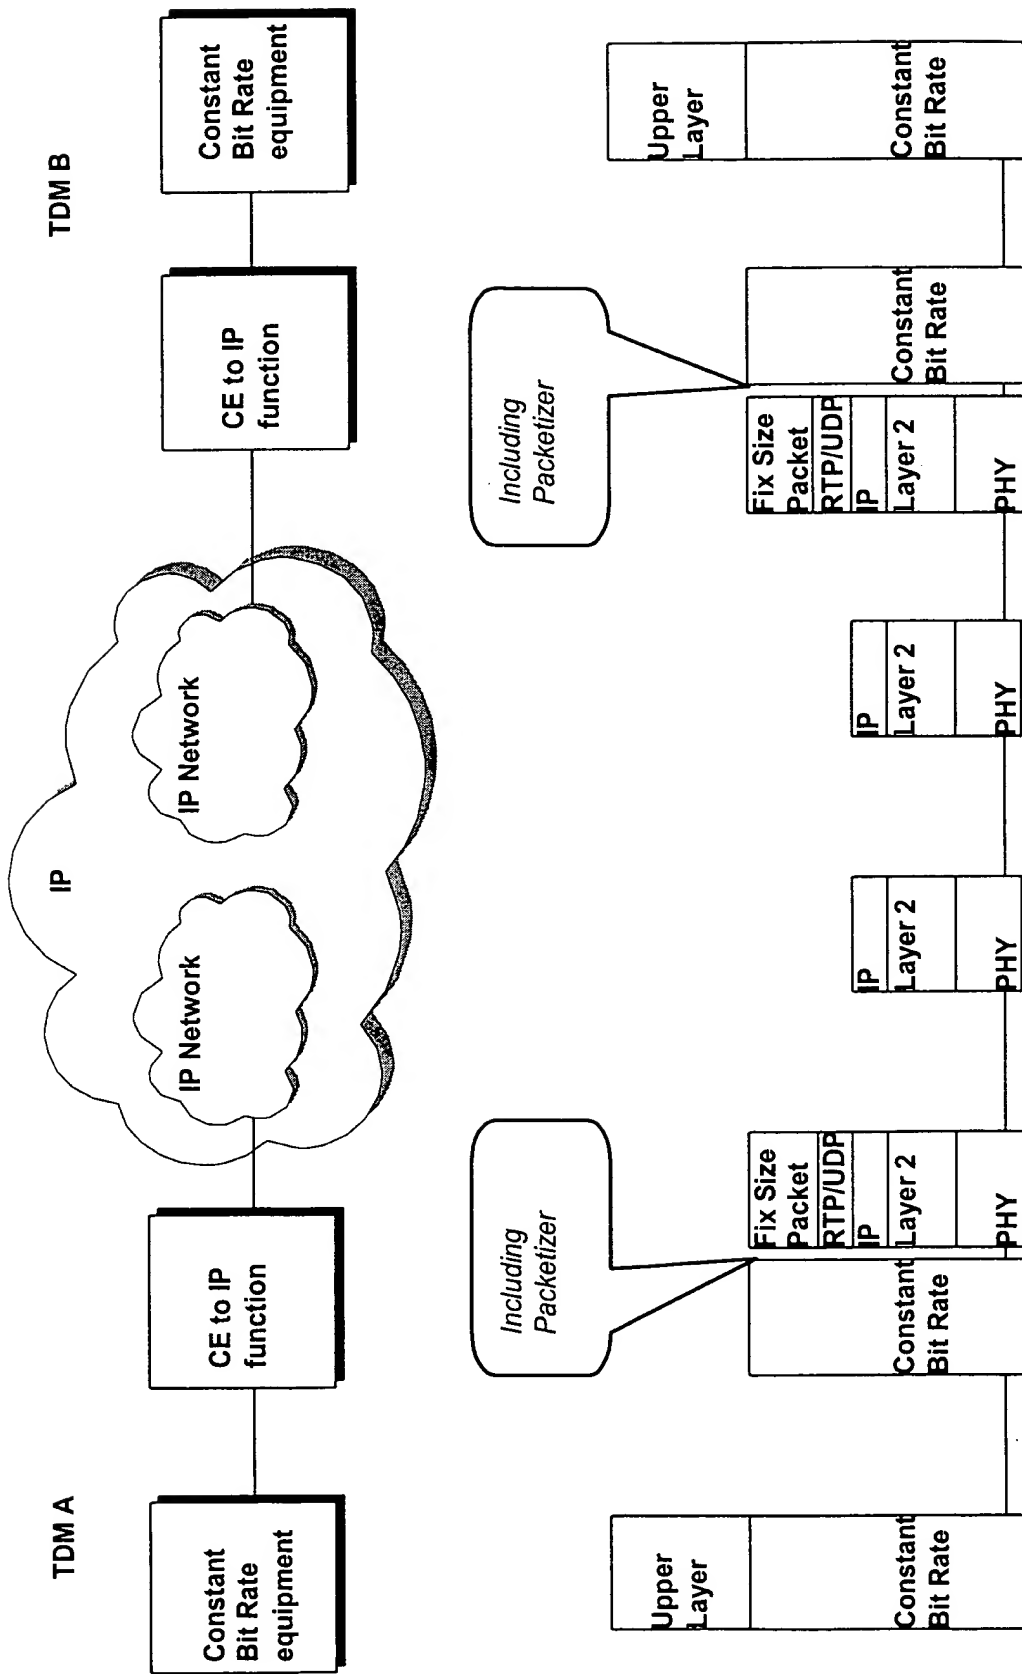 TDM A
TDM B
Constant
Bit Rate
equipment
CE to IP
function
IP
IP Network
IP Network
CE to IP
function
Constant
Bit Rate
equipment
Including
Packetizer
Including
Packetizer
Upper
Layer
Constant
Bit Rate
Constant
Bit Rate
Fix Size
Packet
RTP/UDP
IP
Layer 2
PHY
IP
Layer 2
PHY
IP
Layer 2
PHY
Fix Size
Packet
RTP/UDP
IP
Layer 2
PHY
Constant
Bit Rate
Upper
Layer
Constant
Bit Rate